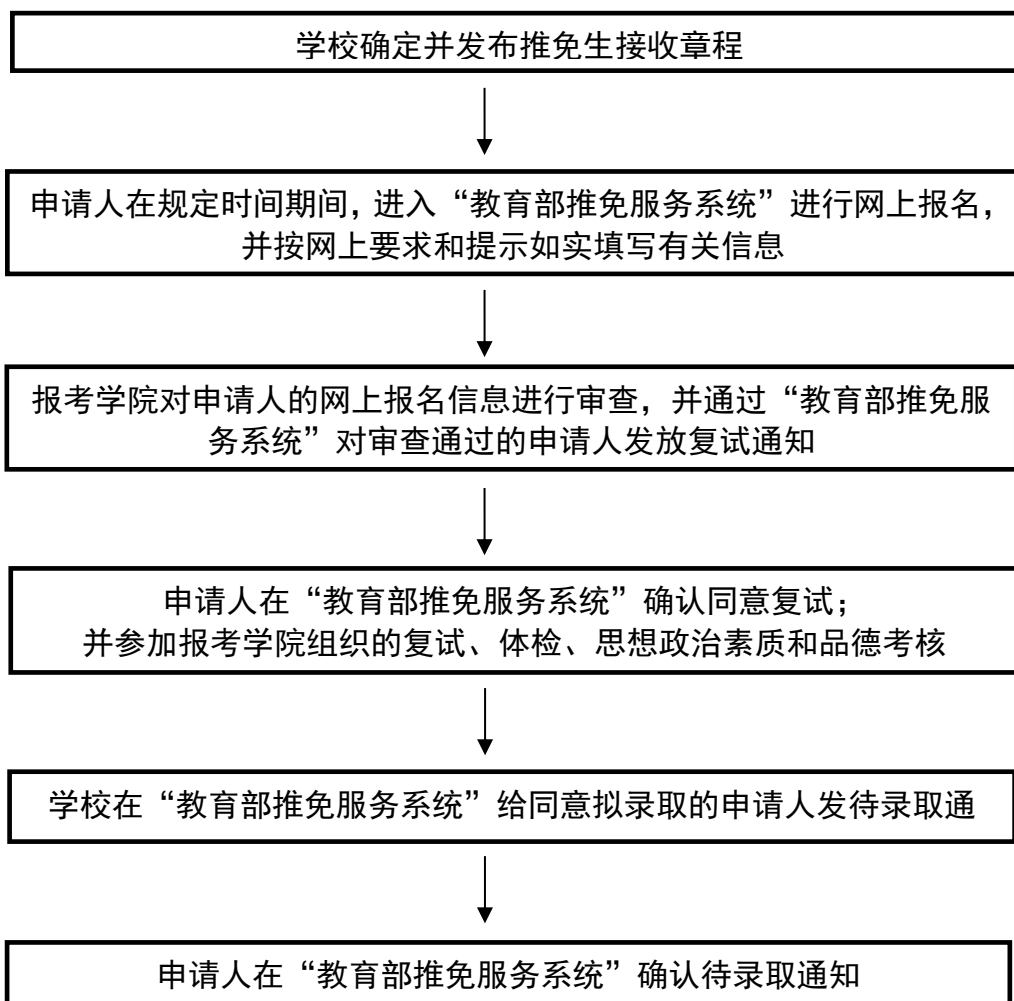 学校确定并发布推免生接收章程
申请人在规定时间期间，进入“教育部推免服务系统”进行网上报名，
并按网上要求和提示如实填写有关信息
报考学院对申请人的网上报名信息进行审查，并通过“教育部推免服
务系统”对审查通过的申请人发放复试通知
申请人在“教育部推免服务系统”确认同意复试；
并参加报考学院组织的复试、体检、思想政治素质和品德考核
学校在“教育部推免服务系统”给同意拟录取的申请人发待录取通
申请人在“教育部推免服务系统”确认待录取通知